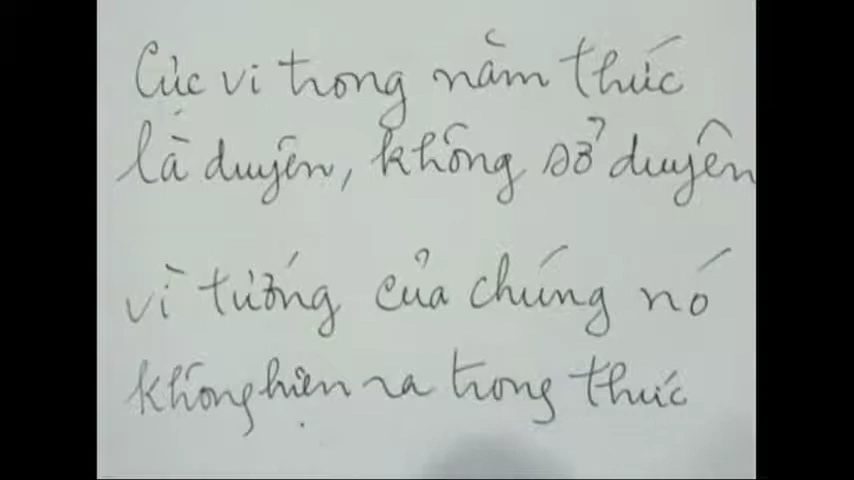 Cực vi trong năm thức
là duyên, không sở duyên
vì tướng của chúng nó
không hiện ra trong thức